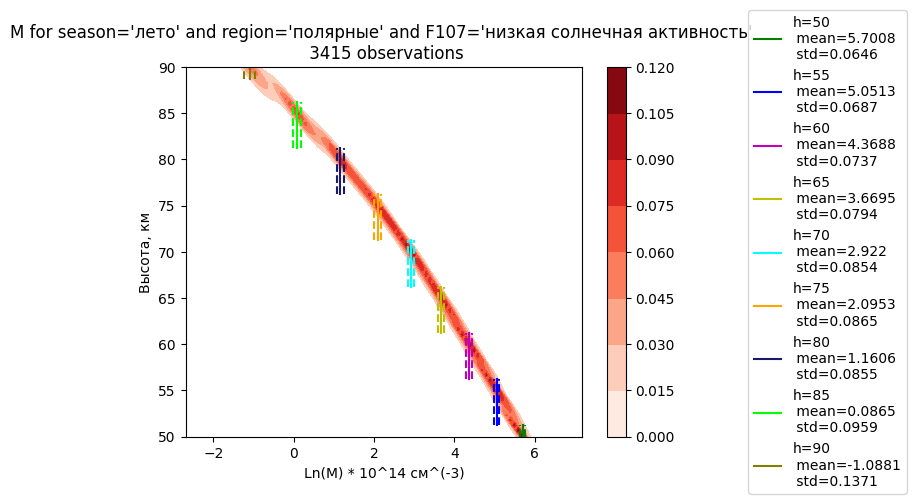 M for season='лето' and region='полярные' and F107='низкая солнечная активность'
3415 observations
90
85
80
75
70
65
60
55
50
Высота, км
−2
0
2
4
6
Ln(M) * 10^14 см^(-3)
0.120
0.105
0.090
0.075
0.060
0.045
0.030
0.015
0.000
h=50
mean=5.7008
std=0.0646
h=55
mean=5.0513
std=0.0687
h=60
mean=4.3688
std=0.0737
h=65
mean=3.6695
std=0.0794
h=70
mean=2.922
std=0.0854
h=75
mean=2.0953
std=0.0865
h=80
mean=1.1606
std=0.0855
h=85
mean=0.0865
std=0.0959
h=90
mean=-1.0881
std=0.1371